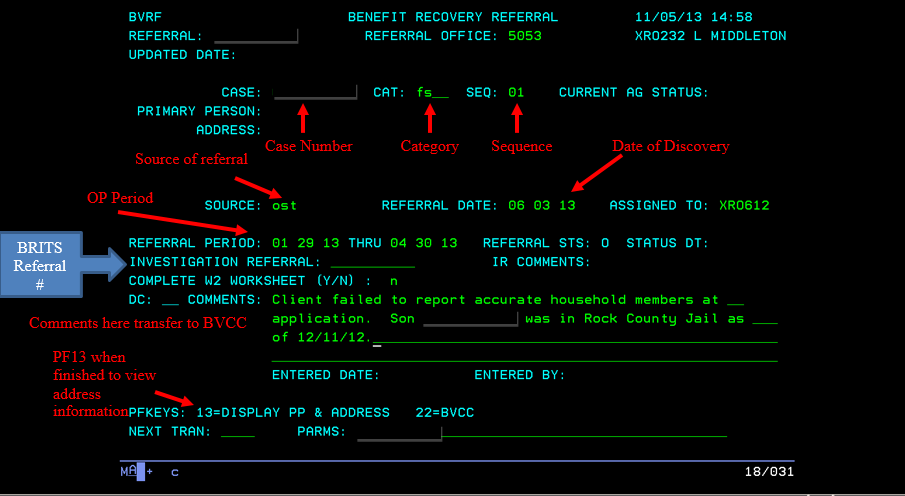 BVRF BENEFIT RECOVERY REFERRAL 11/05/13 14:58
REFERRAL: REFERRAL OFFICE: 5053 XRO232 L MIDDLETON
UPDATED DATE:
CASE: CAT: fs__ SEQ: 01 CURRENT AG STATUS:
PRIMARY PERSON:
ADDRESS:
Case Number Category Sequence Date of Discovery
Source of referral
OP Period
SOURCE: ost REFERRAL DATE: 06 03 13 ASSIGNED TO: XRO612
REFERRAL PERIOD: 01 29 13 THRU 04 30 13 REFERRAL STS: O STATUS DT:
BRITS
Referral
#
INVESTIGATION REFERRAL: __________ IR COMMENTS:
COMPLETE W2 WORKSHEET (Y/N) : n
DC: __ COMMENTS: Client failed to report accurate household members at __
application. Son was in Rock County Jail as ___
of 12/11/12.
Comments here transfer to BVCC
ENTERED DATE: ENTERED BY:
PF13 when
finished to view
address
information
PFKEYS: 13=DISPLAY PP & ADDRESS 22=BVCC
NEXT TRAN: ____ PARMS:
MA + c 18/031